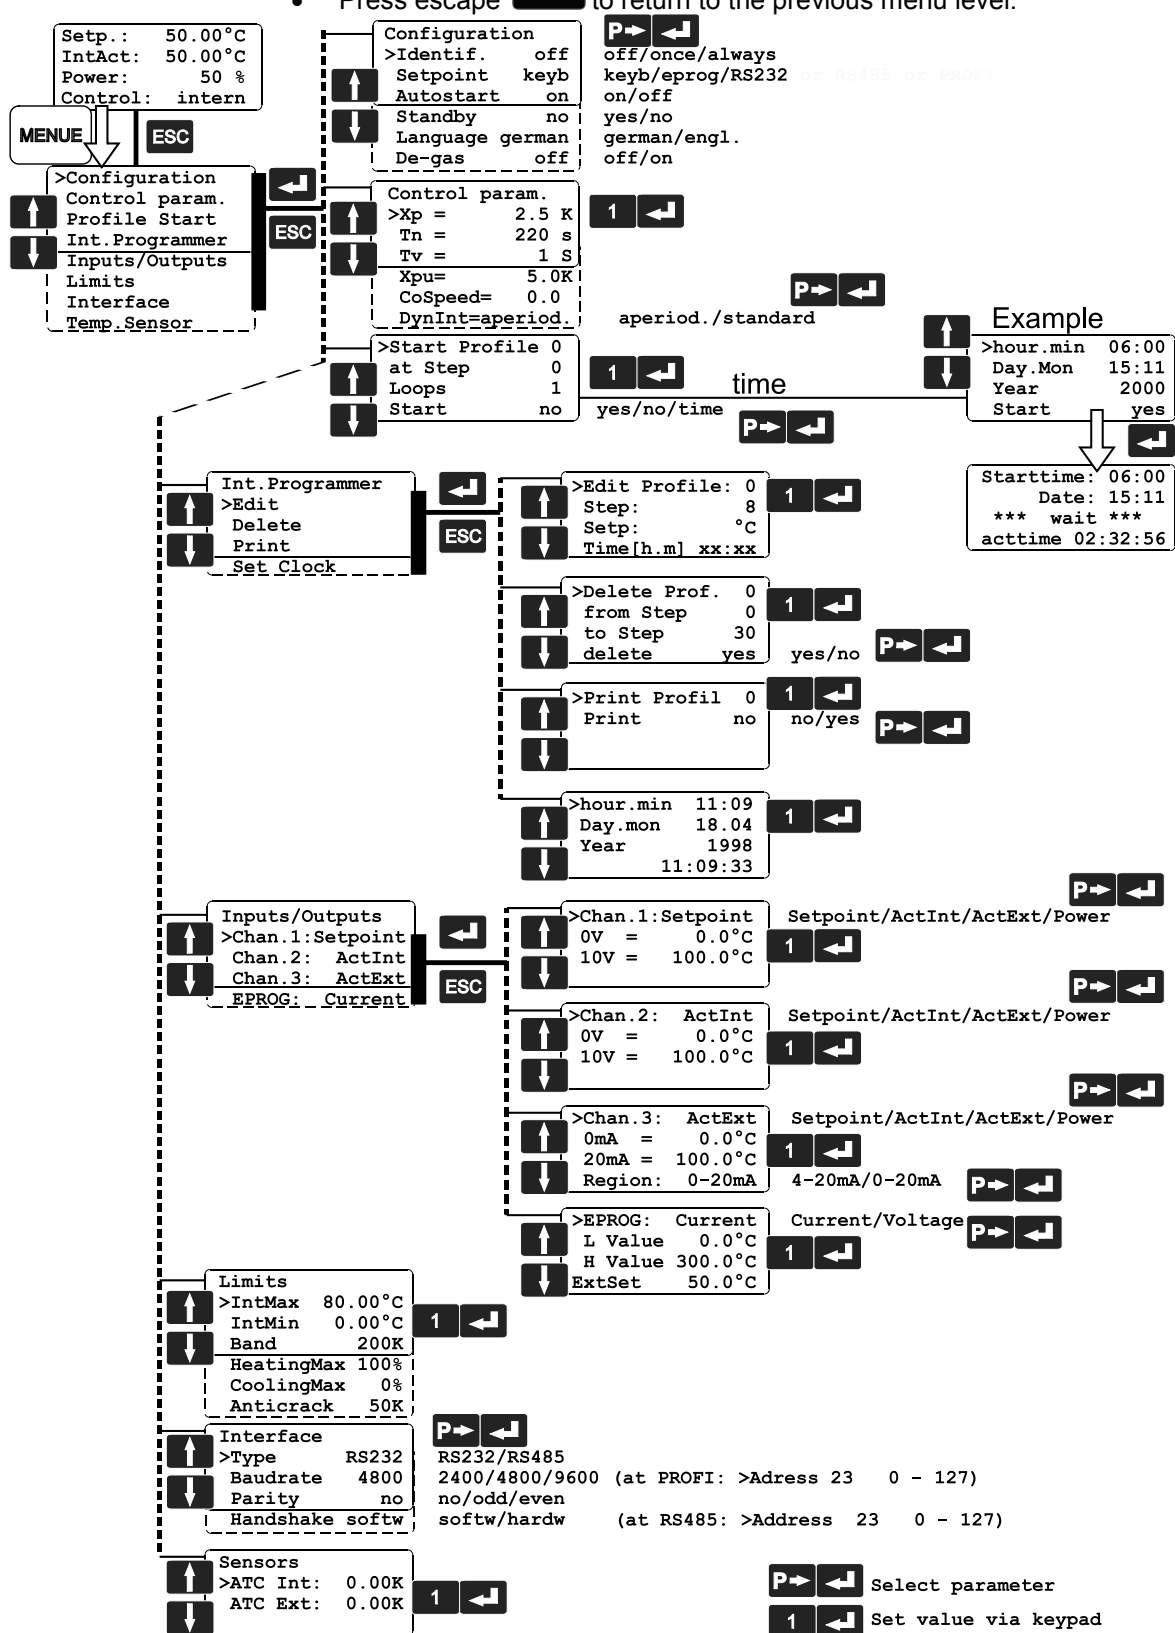 • Press escape to return to the previous menu level.
Setp.: 50.00°C
IntAct: 50.00°C
Power: 50 %
Control: intern
MENUE
ESC
>Configuration
Control param.
Profile Start
Int.Programmer
Inputs/Outputs
Limits
Interface
Temp.Sensor
ESC
Configuration
>Identif. off off/once/always
Setpoint keyb keyb/eprog/RS232 or RS485 or PROFI
Autostart on on/off
Standby no yes/no
Language german german/engl.
De-gas off off/on
P
Control param.
>Xp = 2.5 K
Tn = 220 s
Tv = 1 S
Xpu= 5.0K
CoSpeed= 0.0
DynInt=aperiod. aperiod./standard
1
P
>Start Profile 0
at Step 0
Loops 1
Start no yes/no/time
1
time
P
Example
>hour.min 06:00
Day.Mon 15:11
Year 2000
Start yes
Starttime: 06:00
Date: 15:11
*** wait ***
acttime 02:32:56
Int.Programmer
>Edit
Delete
Print
Set Clock
ESC
>Edit Profile: 0
Step: 8
Setp: °C
Time[h.m] xx:xx
1
>Delete Prof. 0
from Step 0
to Step 30
delete yes yes/no
1
P
>Print Profil 0
Print no no/yes
1
P
>hour.min 11:09
Day.mon 18.04
Year 1998
11:09:33
1
Inputs/Outputs
>Chan.1:Setpoint
Chan.2: ActInt
Chan.3: ActExt
EPROG: Current
ESC
P
>Chan.1:Setpoint Setpoint/ActInt/ActExt/Power
0V = 0.0°C
10V = 100.0°C
1
P
>Chan.2: ActInt Setpoint/ActInt/ActExt/Power
0V = 0.0°C
10V = 100.0°C
1
P
>Chan.3: ActExt Setpoint/ActInt/ActExt/Power
0mA = 0.0°C
20mA = 100.0°C
Region: 0-20mA 4-20mA/0-20mA
1
P
>EPROG: Current Current/Voltage
L Value 0.0°C
H Value 300.0°C
ExtSet 50.0°C
P
1
Limits
>IntMax 80.00°C
IntMin 0.00°C
Band 200K
HeatingMax 100%
CoolingMax 0%
Anticrack 50K
1
Interface
>Type RS232 RS232/RS485
Baudrate 4800 2400/4800/9600 (at PROFI: >Adress 23 0 - 127)
Parity no no/odd/even
Handshake softw softw/hardw (at RS485: >Address 23 0 - 127)
P
Sensors
>ATC Int: 0.00K
ATC Ext: 0.00K
1
P Select parameter
1 Set value via keypad